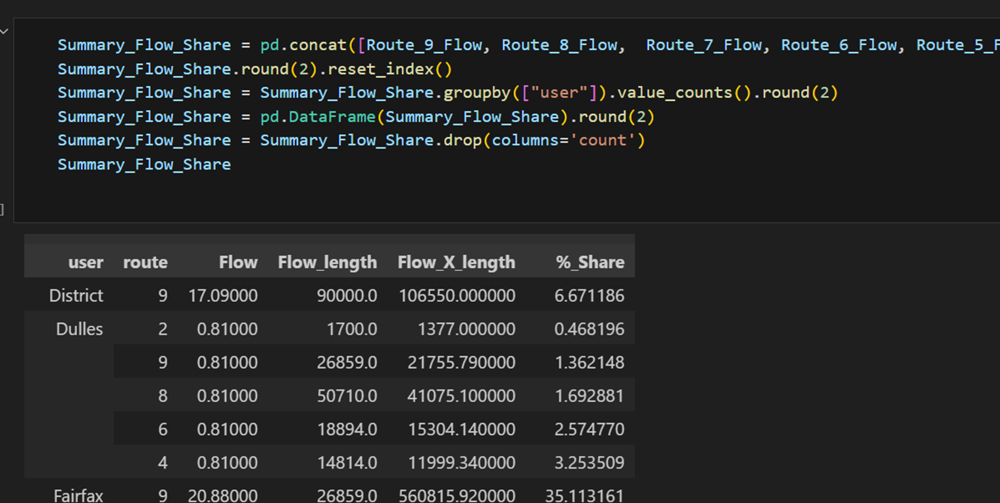 Summary_Flow_Share = pd.concat([Route_9_Flow, Route_8_Flow,  Route_7_Flow, Route_6_Flow, Route_5_F
Summary_Flow_Share.round(2).reset_index()
Summary_Flow_Share = Summary_Flow_Share.groupby(["user"]).value_counts().round(2)
Summary_Flow_Share = pd.DataFrame(Summary_Flow_Share).round(2)
Summary_Flow_Share = Summary_Flow_Share.drop(columns='count')
Summary_Flow_Share
]
user route Flow Flow_length Flow_X_length %_Share
District 9 17.09000 90000.0 106550.000000 6.671186
Dulles 2 0.81000 1700.0 1377.000000 0.468196
9 0.81000 26859.0 21755.790000 1.362148
8 0.81000 50710.0 41075.100000 1.692881
6 0.81000 18894.0 15304.140000 2.574770
4 0.81000 14814.0 11999.340000 3.253509
Fairfax 9 20.88000 26859.0 560815.920000 35.113161